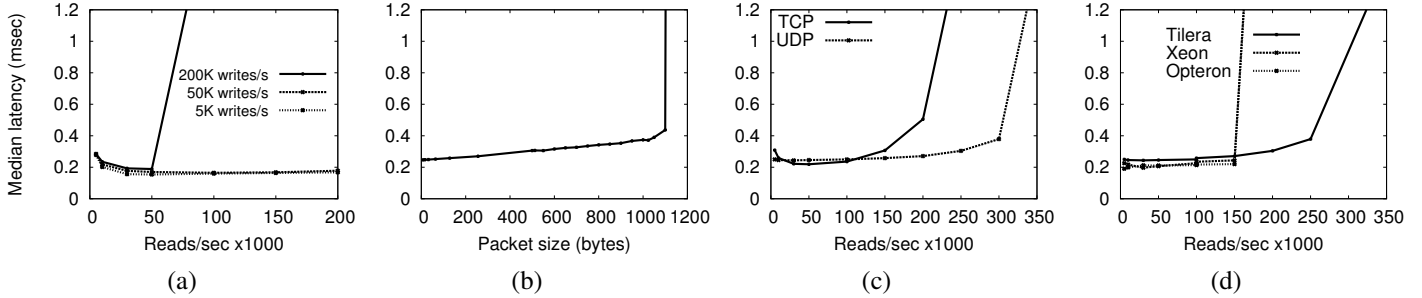 Median latency (msec)
1.2
1
0.8
0.6
0.4
0.2
0
200K writes/s
50K writes/s
5K writes/s
0 50 100 150 200
Reads/sec x1000
(a)
1.2
1
0.8
0.6
0.4
0.2
0
0 200 400 600 800 1000 1200
Packet size (bytes)
(b)
1.2
1
0.8
0.6
0.4
0.2
0
TCP
UDP
0 50 100 150 200 250 300 350
Reads/sec x1000
(c)
1.2
1
0.8
0.6
0.4
0.2
0
Tilera
Xeon
Opteron
0 50 100 150 200 250 300 350
Reads/sec x1000
(d)